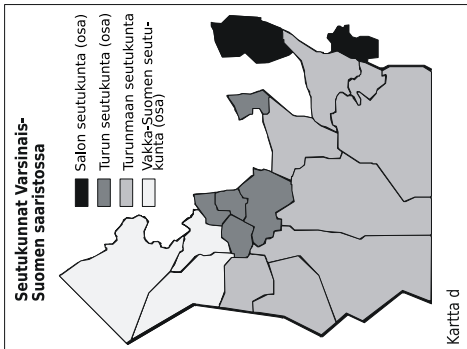 Seutukunnat Varsinais-
Suomen saaristossa
Salon seutukunta (osa)
Turun seutukunta (osa)
Turunmaan seutukunta
Vakka-Suomen seutu-
kunta (osa)
Kartta d